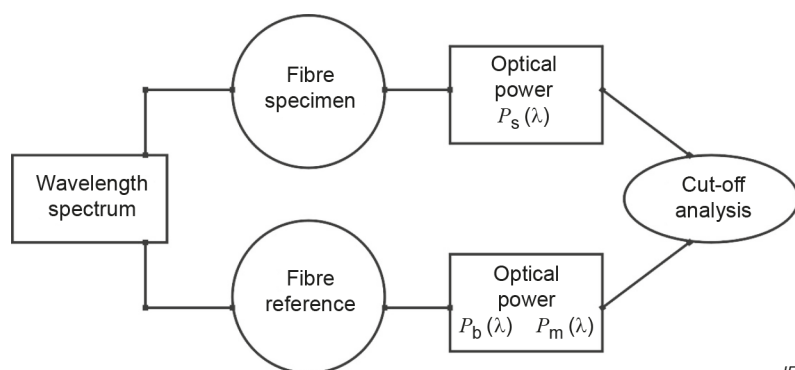 Fibre
specimen
Optical
power
Ps (λ)
Wavelength
spectrum
Cut-off
analysis
Fibre
reference
Optical
power
Pb (λ) Pm (λ)